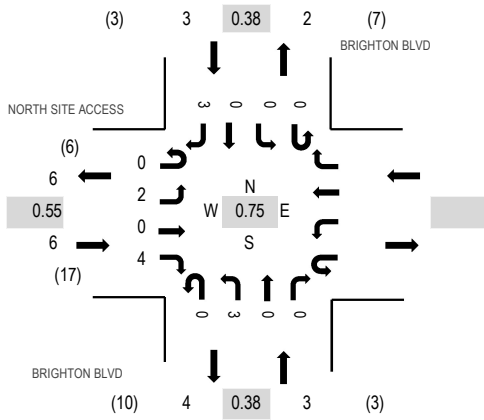 (3) 3 0.38 2 (7)
BRIGHTON BLVD
3 0 0 0
NORTH SITE ACCESS
(6)
0
6
2
N
0.55
W 0.75 E
0
6
S
4
(17)
0 3 0 0
BRIGHTON BLVD
(10) 4 0.38 3 (3)